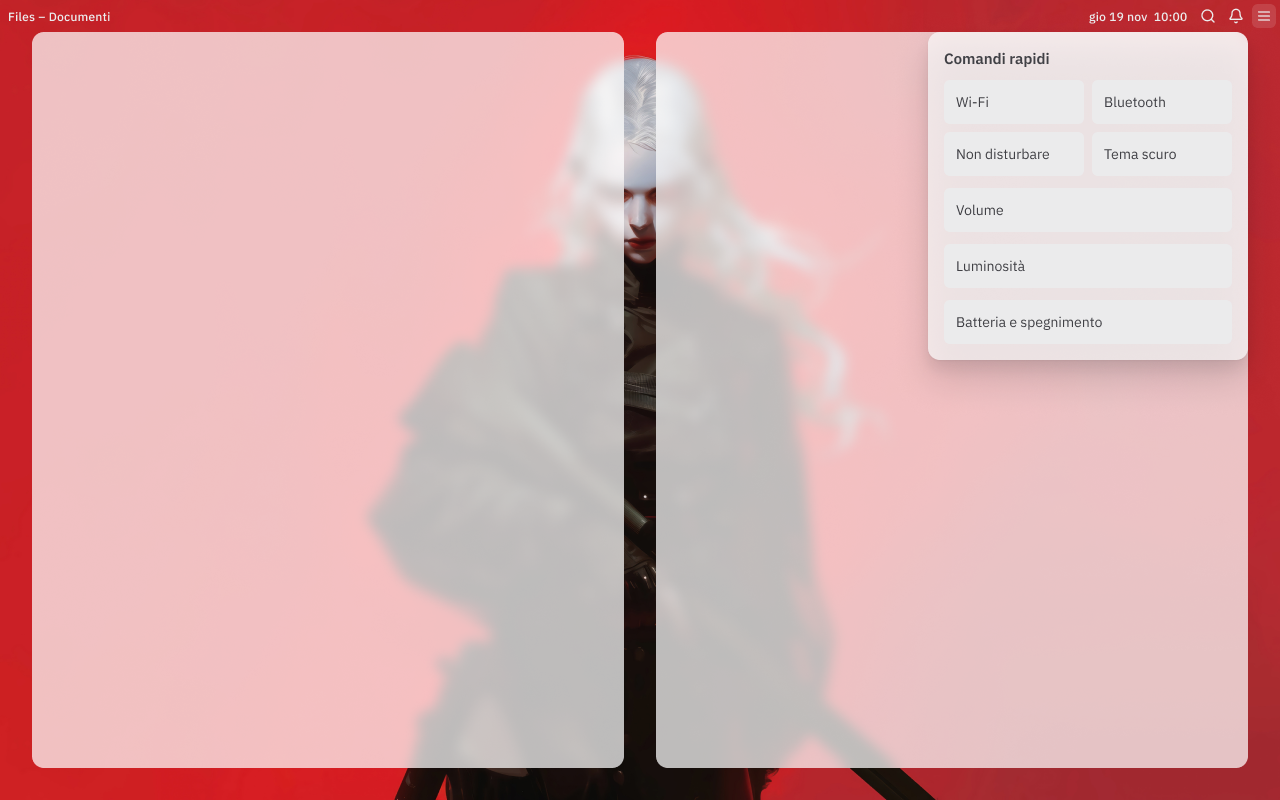 Files – Documenti
gio 19 nov 10:00
Comandi rapidi
Wi-Fi
Bluetooth
Non disturbare
Tema scuro
Volume
Luminosità
Batteria e spegnimento